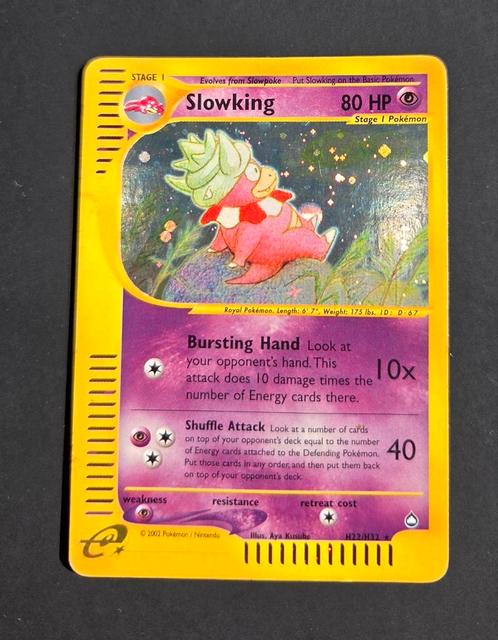 STAGE 1
Evolves from Slowpoke Put Slowking on the Basic Pokémon
Slowking 80 HP
Stage 1 Pokémon
Royal Pokémon. Length: 6' 7", Weight: 175 lbs. ID: D-67
Bursting Hand Look at
your opponent's hand. This
attack does 10 damage times the
number of Energy cards there.
10x
Shuffle Attack Look at a number of cards
on top of your opponent's deck equal to the number
of Energy cards attached to the Defending Pokémon.
Put those cards in any order, and then put them back
on top of your opponent's deck.
40
weakness resistance retreat cost
e
© 2002 Pokémon / Nintendo Illus. Aya Kusube H22/H32 ★